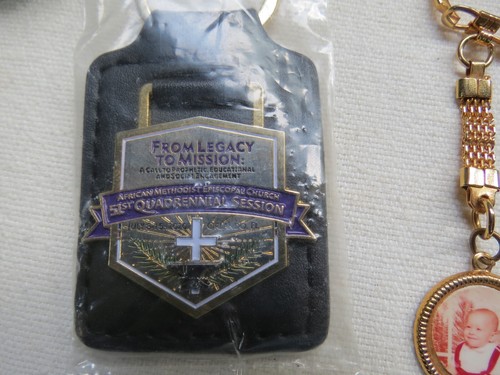 FROM LEGACY
TO MISSION:
A CALL TO PROPHETIC EDUCATIONAL
AND SOCIAL ENGAGEMENT
AFRICAN METHODIST EPISCOPAL CHURCH
51ST QUADRENNIAL SESSION